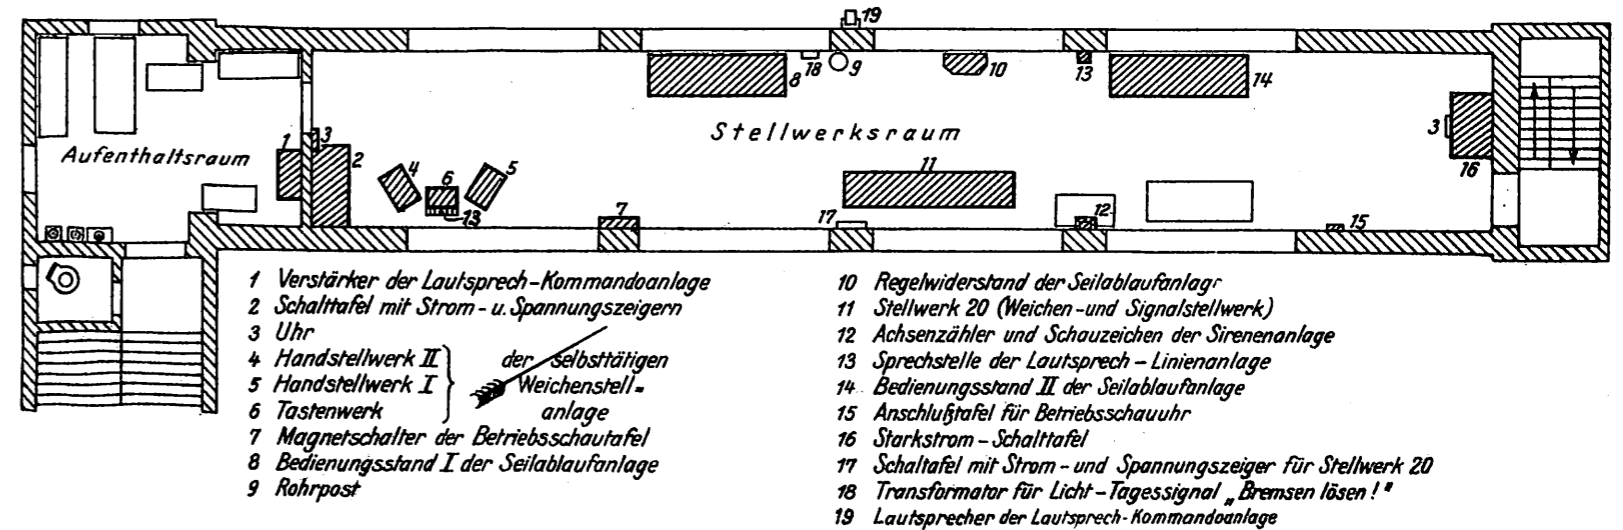 19
8
18
9
10
13
14
Stellwerksraum
Aufenthaltsraum
1
3
2
4
6
5
13
7
11
17
12
15
3
16
1 Verstärker der Lautsprech-Kommandoanlage
2 Schalttafel mit Strom- u. Spannungszeigern
3 Uhr
4 Handstellwerk II der selbsttätigen
5 Handstellwerk I Weichenstell=
6 Tastenwerk anlage
7 Magnetschalter der Betriebsschautafel
8 Bedienungsstand I der Seilablaufanlage
9 Rohrpost
10 Regelwiderstand der Seilablaufanlagr
11 Stellwerk 20 (Weichen-und Signalstellwerk)
12 Achsenzähler und Schauzeichen der Sirenenanlage
13 Sprechstelle der Lautsprech-Linienanlage
14 Bedienungsstand II der Seilablaufanlage
15 Anschlußtafel für Betriebsschauuhr
16 Starkstrom-Schalttafel
17 Schaltafel mit Strom-und Spannungszeiger für Stellwerk 20
18 Transformator für Licht-Tagessignal „Bremsen lösen!"
19 Lautsprecher der Lautsprech-Kommandoanlage